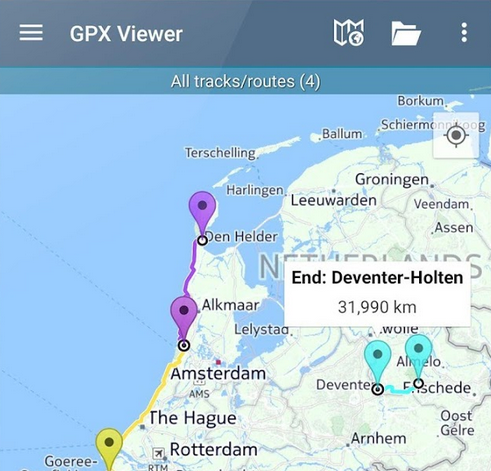 GPX Viewer
All tracks/routes (4)
Borkum
Schiermonnikoog
Ballum
Terschelling
Groningen
Harlingen
Leeuwarden
Veendam
Assen
Den Helder
NETHERLANDS
End: Deventer-Holten
31,990 km
Alkmaar
Lelystad
Almelo
Amsterdam
Deventer
Enschede
AMS
The Hague
Oost
Gelre
Arnhem
Rotterdam
Goeree-
RTM